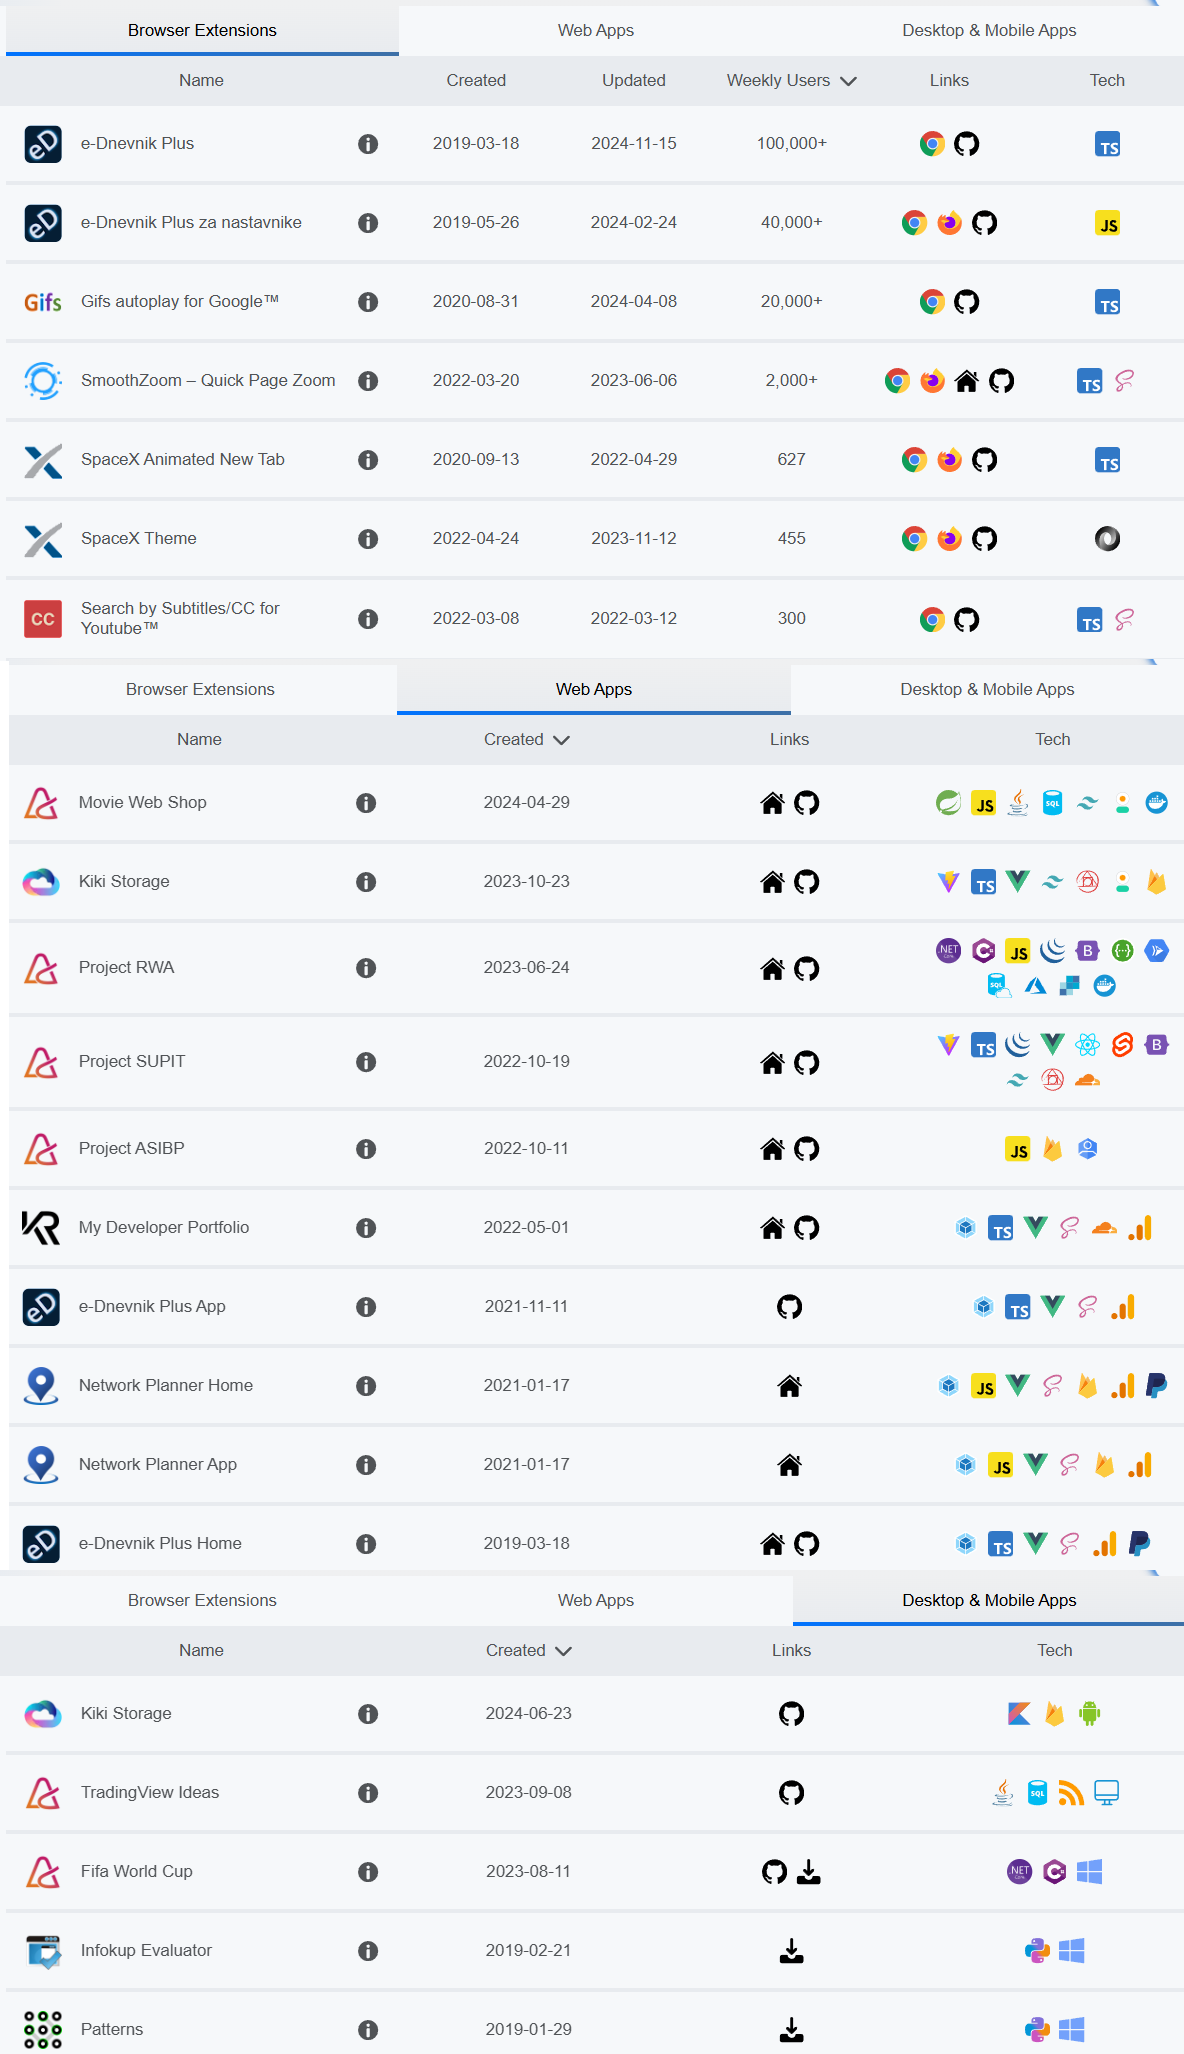 Browser Extensions Web Apps Desktop & Mobile Apps
Name Created Updated Weekly Users Links Tech
eD e-Dnevnik Plus 2019-03-18 2024-11-15 100,000+ TS
eD e-Dnevnik Plus za nastavnike 2019-05-26 2024-02-24 40,000+ JS
Gifs Gifs autoplay for Google™ 2020-08-31 2024-04-08 20,000+ TS
SmoothZoom – Quick Page Zoom 2022-03-20 2023-06-06 2,000+ TS
SpaceX Animated New Tab 2020-09-13 2022-04-29 627 TS
SpaceX Theme 2022-04-24 2023-11-12 455
CC Search by Subtitles/CC for
Youtube™ 2022-03-08 2022-03-12 300 TS
Browser Extensions Web Apps Desktop & Mobile Apps
Name Created Links Tech
Movie Web Shop 2024-04-29 JS SQL
Kiki Storage 2023-10-23 TS
Project RWA 2023-06-24 .NET Core C# JS B
SQL
Project SUPIT 2022-10-19 TS B
Project ASIBP 2022-10-11 JS
KR My Developer Portfolio 2022-05-01 TS
eD e-Dnevnik Plus App 2021-11-11 TS
Network Planner Home 2021-01-17 JS
Network Planner App 2021-01-17 JS
eD e-Dnevnik Plus Home 2019-03-18 TS
Browser Extensions Web Apps Desktop & Mobile Apps
Name Created Links Tech
Kiki Storage 2024-06-23
TradingView Ideas 2023-09-08 SQL
Fifa World Cup 2023-08-11 .NET Core C#
Infokup Evaluator 2019-02-21
Patterns 2019-01-29